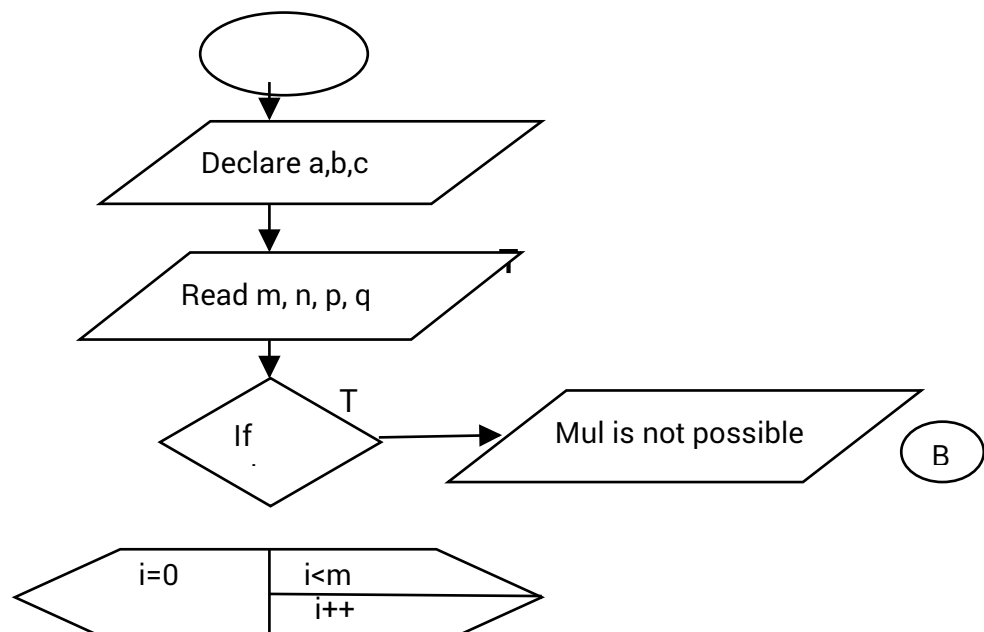 Declare a,b,c
Read m, n, p, q
T
If
Mul is not possible
B
i=0
i<m
i++